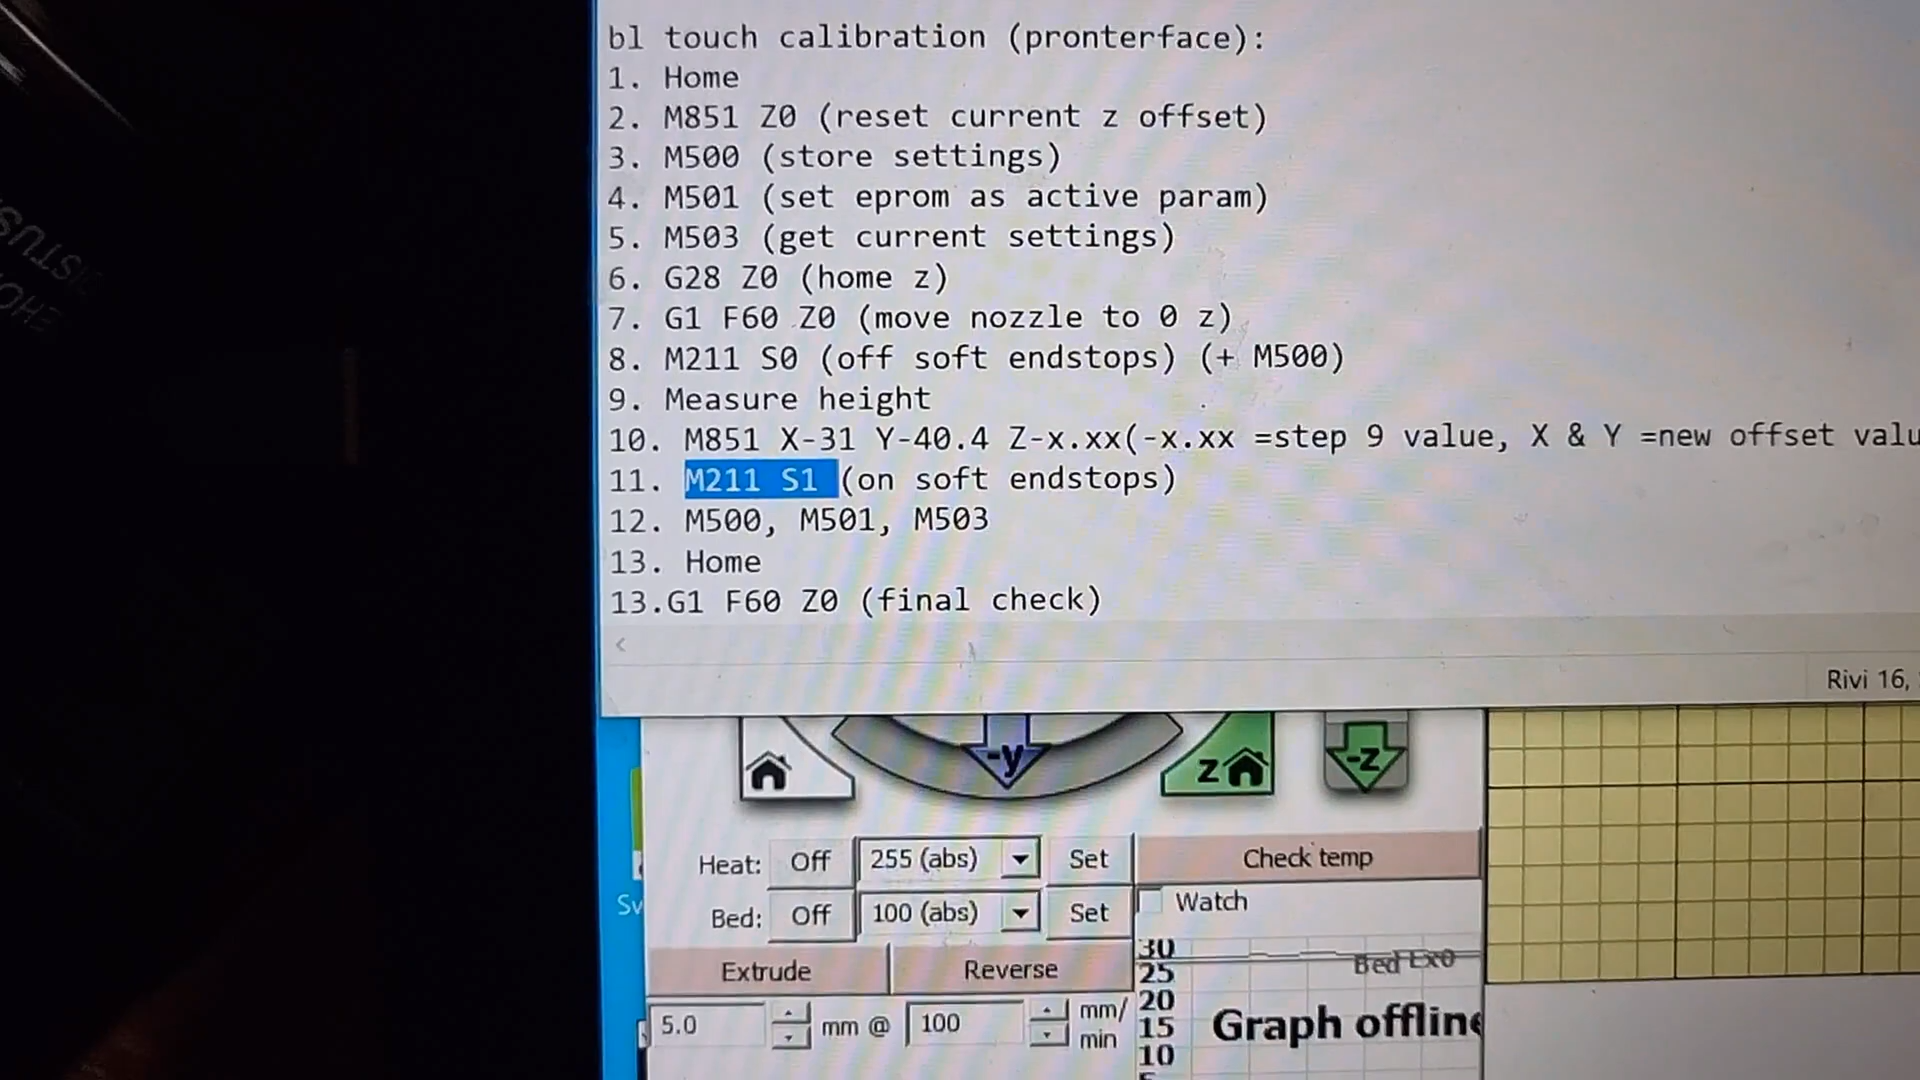 bl touch calibration (pronterface):
1. Home
2. M851 Z0 (reset current z offset)
3. M500 (store settings)
4. M501 (set eprom as active param)
5. M503 (get current settings)
6. G28 Z0 (home z)
7. G1 F60 Z0 (move nozzle to 0 z)
8. M211 S0 (off soft endstops) (+ M500)
9. Measure height
10. M851 X-31 Y-40.4 Z-x.xx(-x.xx =step 9 value, X & Y =new offset valu
11. M211 S1 (on soft endstops)
12. M500, M501, M503
13. Home
13.G1 F60 Z0 (final check)
Rivi 16,
-y
z
-Z
Heat: Off 255 (abs) Set Check temp
Bed: Off 100 (abs) Set Watch
Extrude Reverse
5.0 mm @ 100 mm/ min
30
25
20
15
10
Bed Ex0
Graph offline
Sv